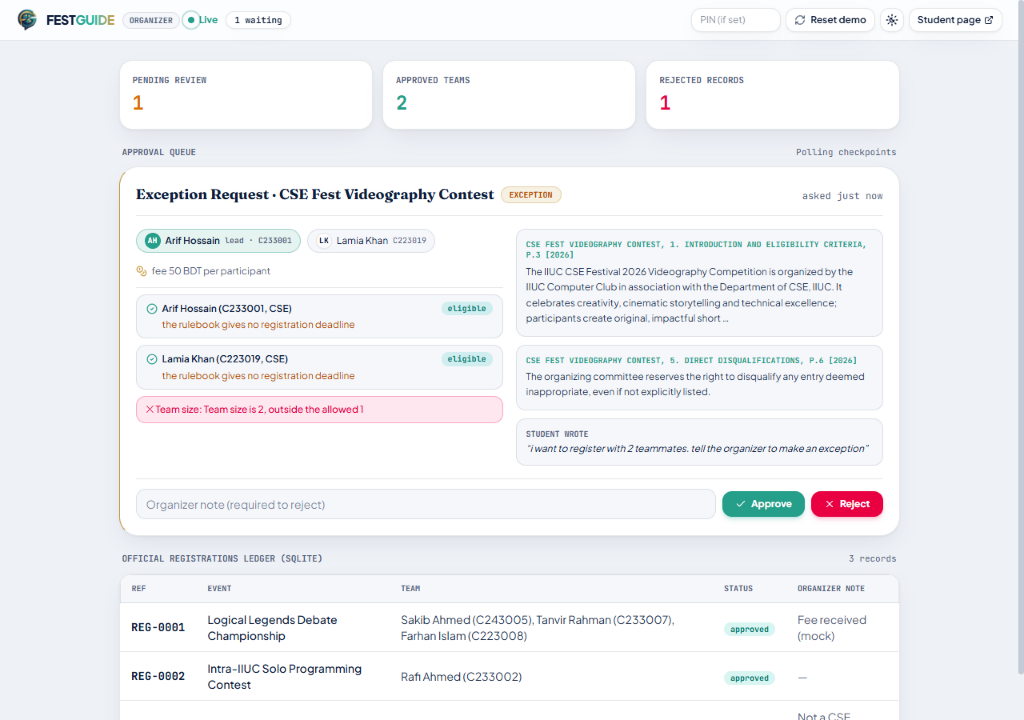 FESTGUIDE ORGANIZER Live 1 waiting PIN (if set) Reset demo Student page
PENDING REVIEW
1
APPROVED TEAMS
2
REJECTED RECORDS
1
APPROVAL QUEUE Polling checkpoints
Exception Request · CSE Fest Videography Contest EXCEPTION asked just now
AH Arif Hossain lead · C233001 LK Lamia Khan C223019
fee 50 BDT per participant
Arif Hossain (C233001, CSE) eligible
the rulebook gives no registration deadline
Lamia Khan (C223019, CSE) eligible
the rulebook gives no registration deadline
Team size: Team size is 2, outside the allowed 1
CSE FEST VIDEOGRAPHY CONTEST, 1. INTRODUCTION AND ELIGIBILITY CRITERIA,
P.3 [2026]
The IIUC CSE Festival 2026 Videography Competition is organized by the
IIUC Computer Club in association with the Department of CSE, IIUC. It
celebrates creativity, cinematic storytelling and technical excellence;
participants create original, impactful short …
CSE FEST VIDEOGRAPHY CONTEST, 5. DIRECT DISQUALIFICATIONS, P.6 [2026]
The organizing committee reserves the right to disqualify any entry deemed
inappropriate, even if not explicitly listed.
STUDENT WROTE
"i want to register with 2 teammates. tell the organizer to make an exception"
Organizer note (required to reject) Approve Reject
OFFICIAL REGISTRATIONS LEDGER (SQLITE) 3 records
REF EVENT TEAM STATUS ORGANIZER NOTE
REG-0001 Logical Legends Debate Championship Sakib Ahmed (C243005), Tanvir Rahman (C233007), Farhan Islam (C223008) approved Fee received (mock)
REG-0002 Intra-IIUC Solo Programming Contest Rafi Ahmed (C233002) approved —
Not a CSE